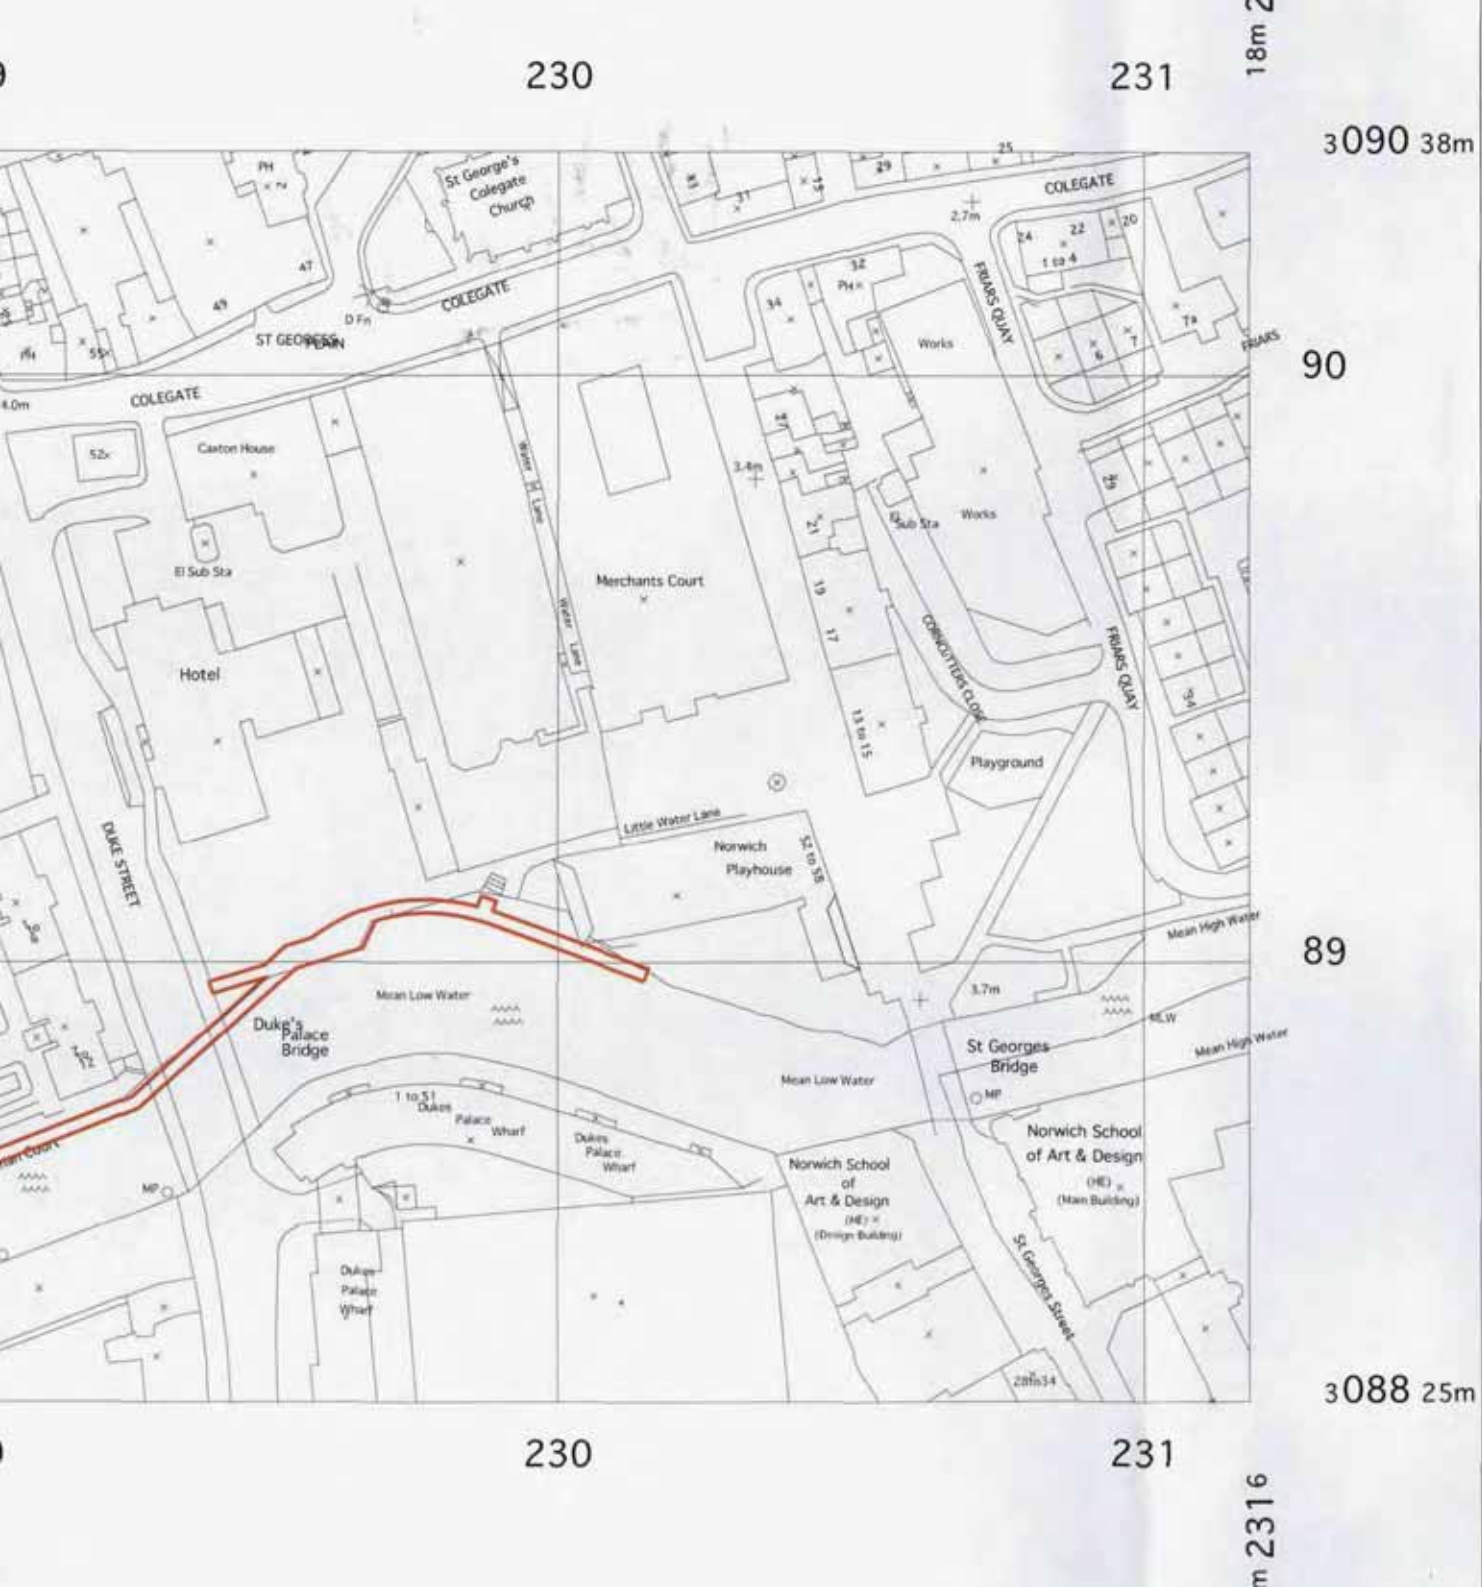 18m 2
230
231
3090 38m
PH
2
St George's
Colegate
Church
31
15
29
25
COLEGATE
2.7m
24
22
20
1 to 4
47
49
COLEGATE
D Fn
ST GEORGES
PLAIN
34
32
PH
FRIARS QUAY
Works
7a
6
7
FRIARS
90
PH
55
4.0m
COLEGATE
52
Caxton House
27
3.4m
29
Water Lane
El
Sub Sta
Works
21
El Sub Sta
Merchants Court
19
17
Water Lane
CORNCUTTERS CLOSE
FRIARS QUAY
Hotel
34
13 to 15
Playground
DUKE STREET
Little Water Lane
Norwich
Playhouse
52 to 58
Mean High Water
89
Mean Low Water
3.7m
MLW
Duke's
Palace
Bridge
St Georges
Bridge
Mean High Water
Mean Low Water
MP
1 to 51
Dukes
Palace
Wharf
Dukes
Palace
Wharf
Norwich School
of Art & Design
(HE)
(Main Building)
Norwich School
of
Art & Design
(HE)
(Design Building)
Court
MP
St Georges Street
Dukes
Palace
Wharf
28to34
3088 25m
230
231
m 2316